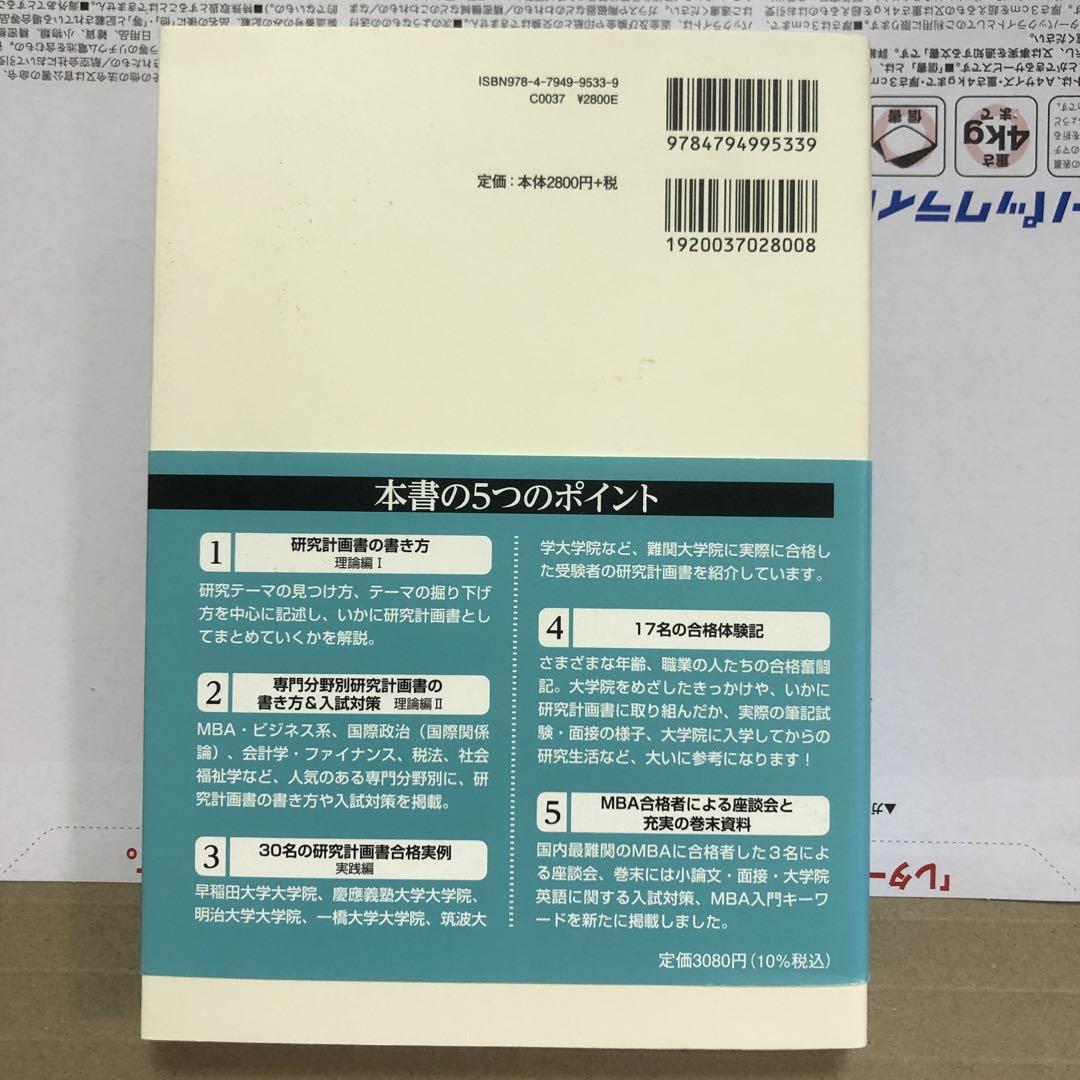 ISBN978-4-7949-9533-9
C0037 ¥2800E
9784794995339
定価：本体2800円+税
1920037028008
本書の5つのポイント
1 研究計画書の書き方
理論編Ⅰ
研究テーマの見つけ方、テーマの掘り下げ
方を中心に記述し、いかに研究計画書とし
てまとめていくかを解説。
2 専門分野別研究計画書の
書き方＆入試対策 理論編Ⅱ
MBA・ビジネス系、国際政治（国際関係
論）、会計学・ファイナンス、税法、社会
福祉学など、人気のある専門分野別に、研
究計画書の書き方や入試対策を掲載。
3 30名の研究計画書合格実例
実践編
早稲田大学大学院、慶應義塾大学大学院、
明治大学大学院、一橋大学大学院、筑波大
学大学院など、難関大学院に実際に合格し
た受験者の研究計画書を紹介しています。
4 17名の合格体験記
さまざまな年齢、職業の人たちの合格奮闘
記。大学院をめざしたきっかけや、いかに
研究計画書に取り組んだか、実際の筆記試
験・面接の様子、大学院に入学してからの
研究生活など、大いに参考になります！
5 MBA合格者による座談会と
充実の巻末資料
国内最難関のMBAに合格者した３名によ
る座談会、巻末には小論文・面接・大学院
英語に関する入試対策、MBA入門キーワ
ードを新たに掲載しました。
定価3080円（10％税込）
重さ
4kg
まで
信書
ーパックライ
「レター